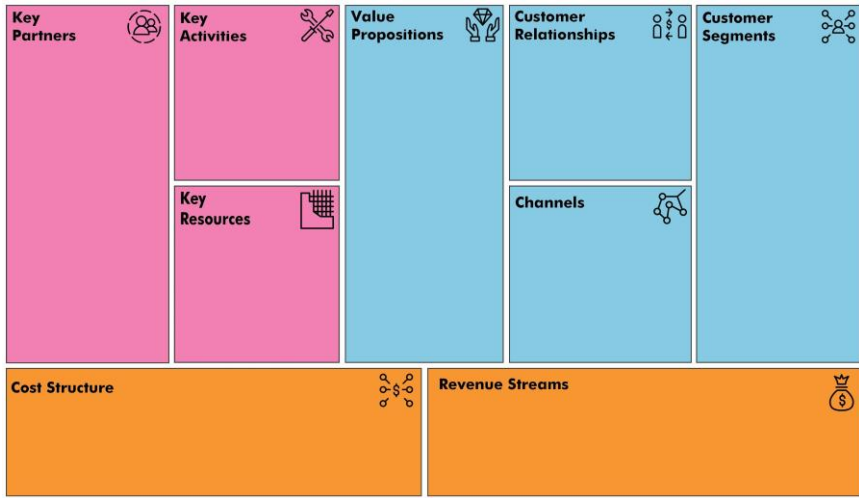 Key
Partners
Key
Activities
Value
Propositions
Customer
Relationships
Customer
Segments
Key
Resources
Channels
Cost Structure
Revenue Streams